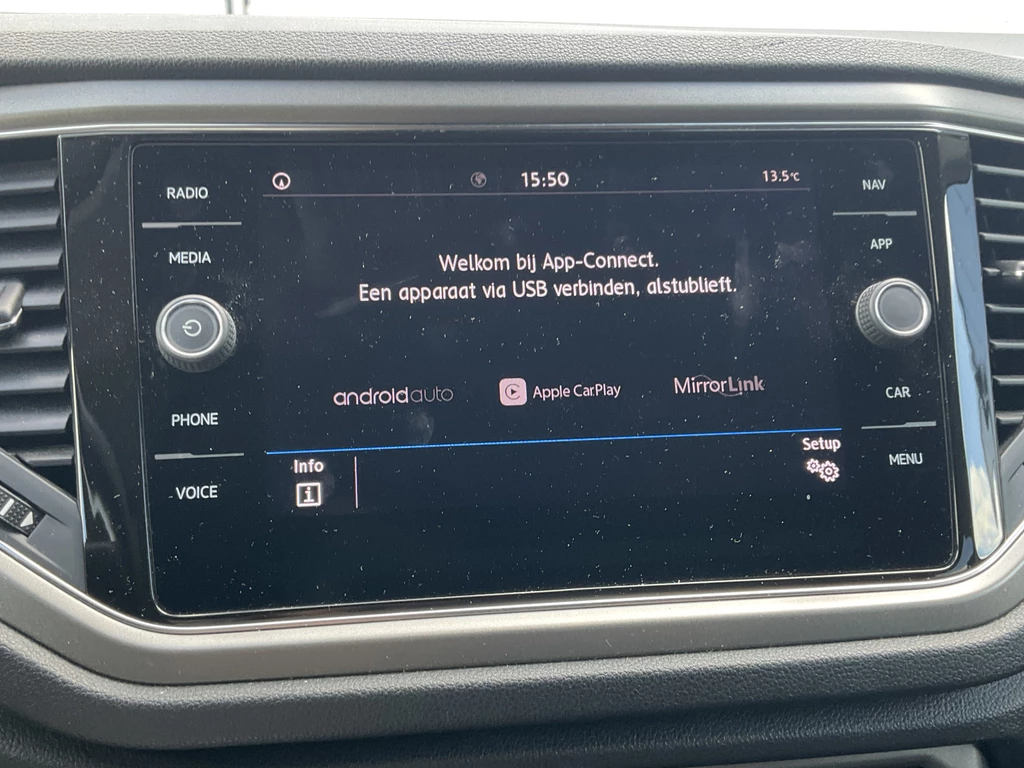 RADIO
MEDIA
PHONE
VOICE
15:50
13.5°C
Welkom bij App-Connect.
Een apparaat via USB verbinden, alstublieft.
androidauto
Apple CarPlay
MirrorLink
Info
i
Setup
NAV
APP
CAR
MENU